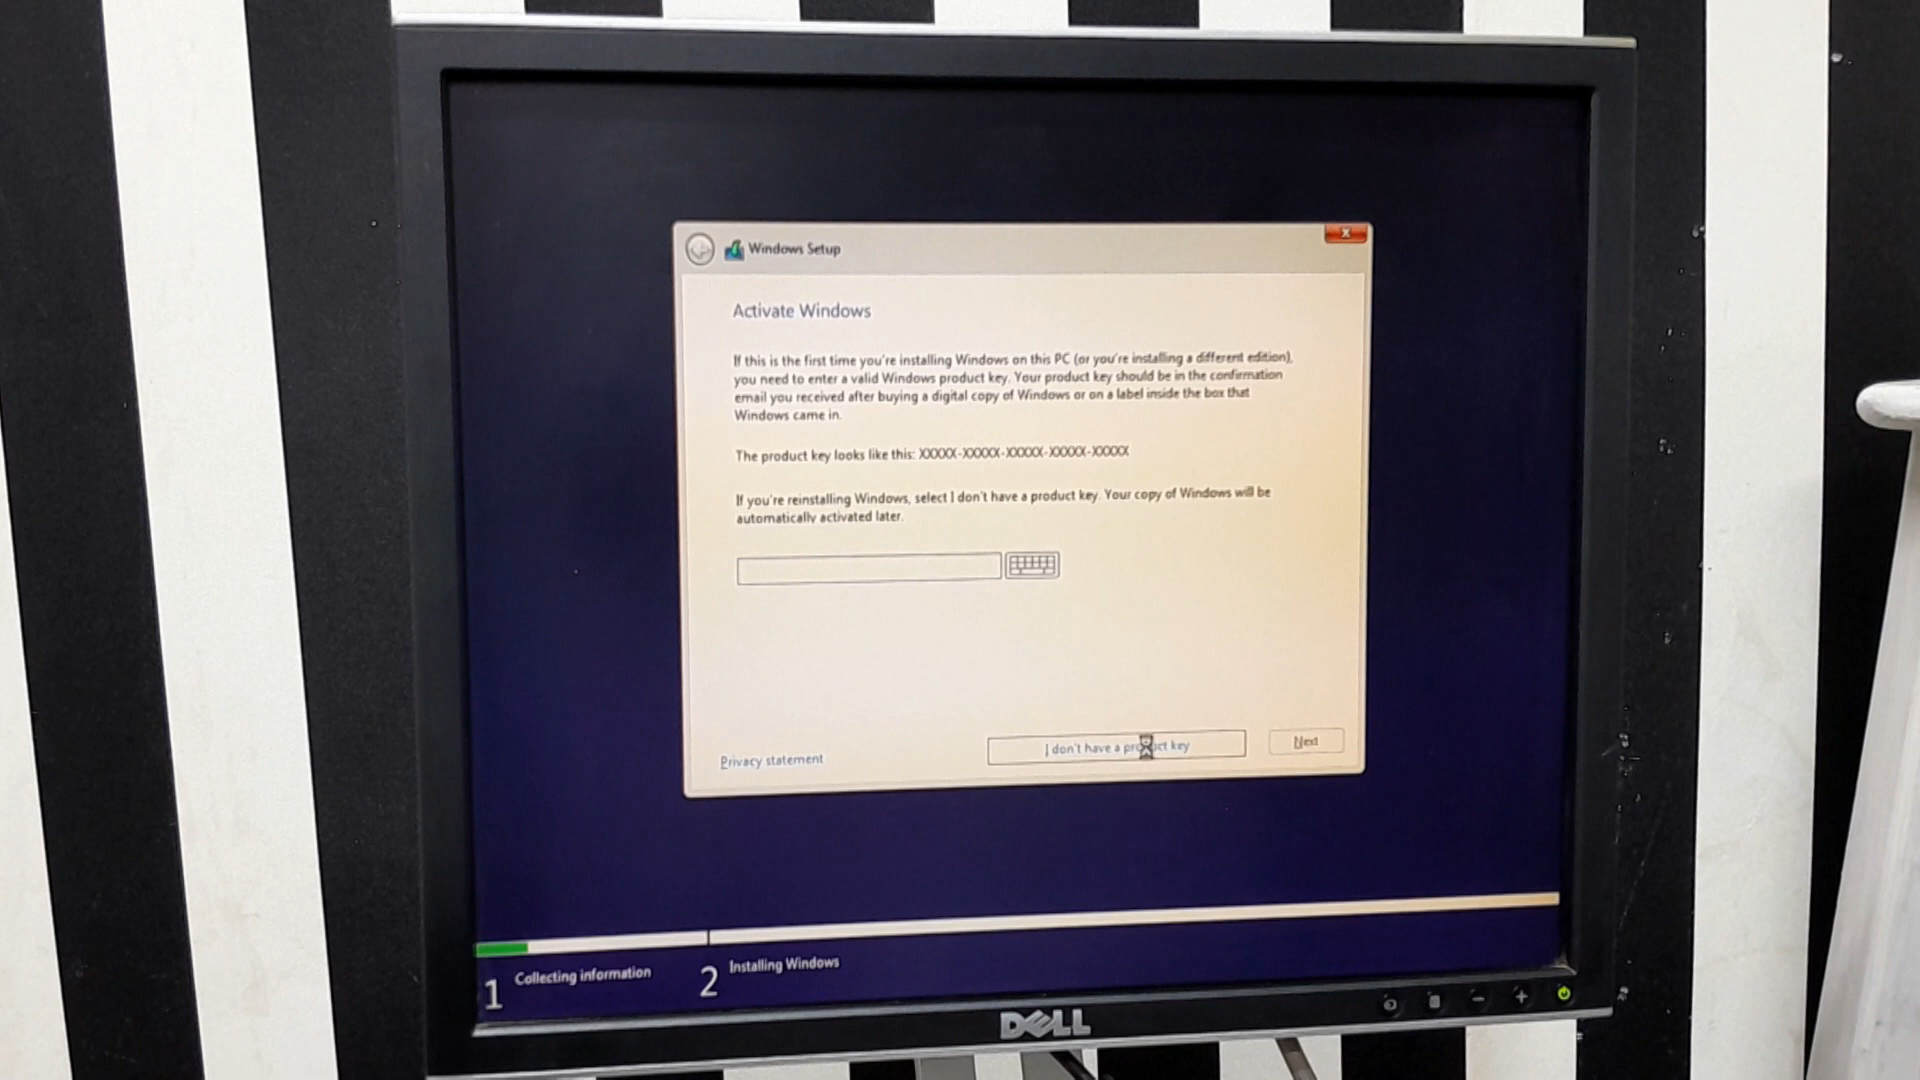 Windows Setup
X
Activate Windows
If this is the first time you're installing Windows on this PC (or you're installing a different edition),
you need to enter a valid Windows product key. Your product key should be in the confirmation
email you received after buying a digital copy of Windows or on a label inside the box that
Windows came in.
The product key looks like this: XXXXX-XXXXX-XXXXX-XXXXX-XXXXX
If you're reinstalling Windows, select I don't have a product key. Your copy of Windows will be
automatically activated later.
Privacy statement
I don't have a product key
Next
1 Collecting information
2 Installing Windows
DELL